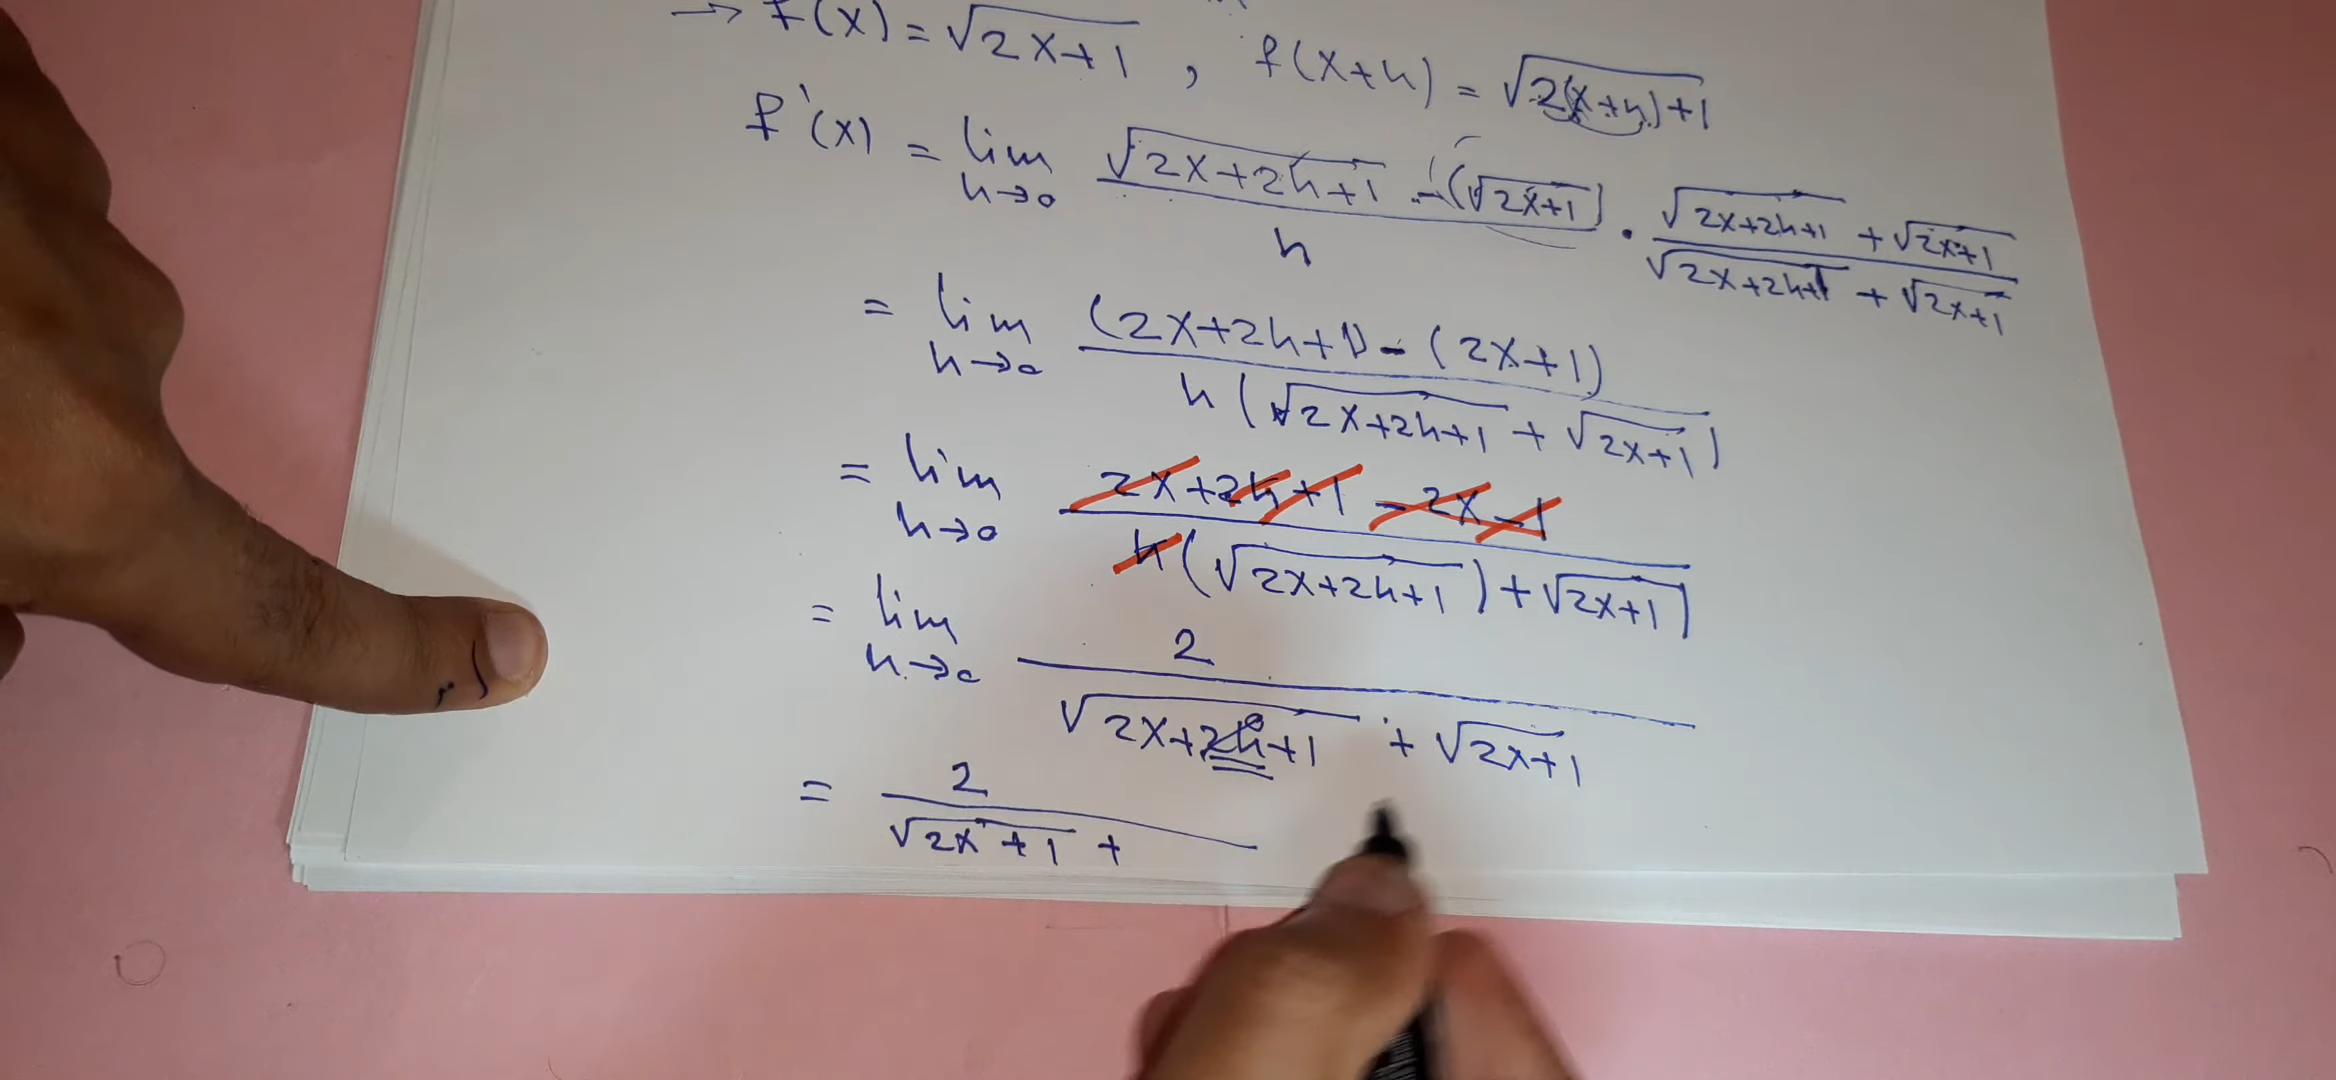 → f(x) = √(2x+1) , f(x+h) = √(2(x+h)+1)
f'(x) = lim h→0 (√(2x+2h+1) - (√(2x+1))) / h · (√(2x+2h+1) + √(2x+1)) / (√(2x+2h+1) + √(2x+1))
= lim h→0 ((2x+2h+1) - (2x+1)) / (h(√(2x+2h+1) + √(2x+1)))
= lim h→0 (2x+2h+1 - 2x - 1) / (h(√(2x+2h+1)) + √(2x+1))
= lim h→0 2 / (√(2x+2h+1) + √(2x+1))
= 2 / (√(2x+1) +